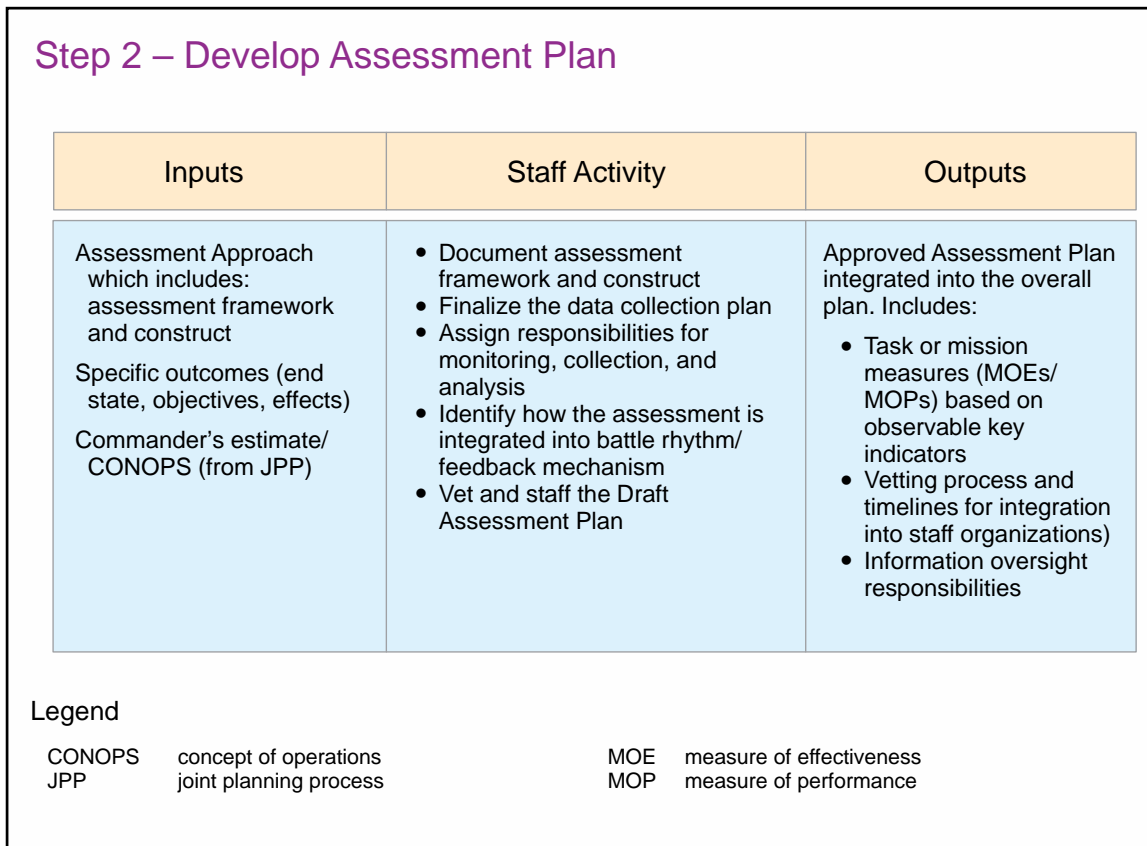 Step 2 – Develop Assessment Plan
Inputs
Staff Activity
Outputs
Assessment Approach
which includes:
assessment framework
and construct
Specific outcomes (end
state, objectives, effects)
Commander’s estimate/
CONOPS (from JPP)
• Document assessment
framework and construct
• Finalize the data collection plan
• Assign responsibilities for
monitoring, collection, and
analysis
• Identify how the assessment is
integrated into battle rhythm/
feedback mechanism
• Vet and staff the Draft
Assessment Plan
Approved Assessment Plan
integrated into the overall
plan. Includes:
• Task or mission
measures (MOEs/
MOPs) based on
observable key
indicators
• Vetting process and
timelines for integration
into staff organizations)
• Information oversight
responsibilities
Legend
CONOPS concept of operations
JPP joint planning process
MOE measure of effectiveness
MOP measure of performance